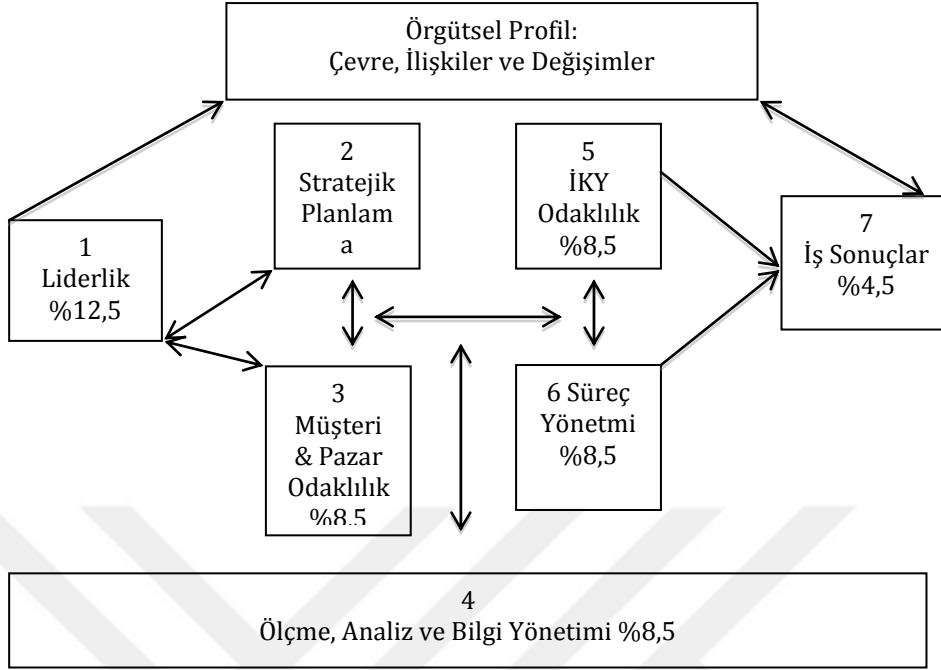 Örgütsel Profil:
Çevre, İlişkiler ve Değişimler
1
Liderlik
%12,5
2
Stratejik
Planlam
a
3
Müşteri
& Pazar
Odaklılık
%8,5
5
İKY
Odaklılık
%8,5
6 Süreç
Yönetmi
%8,5
7
İş Sonuçlar
%4,5
4
Ölçme, Analiz ve Bilgi Yönetimi %8,5